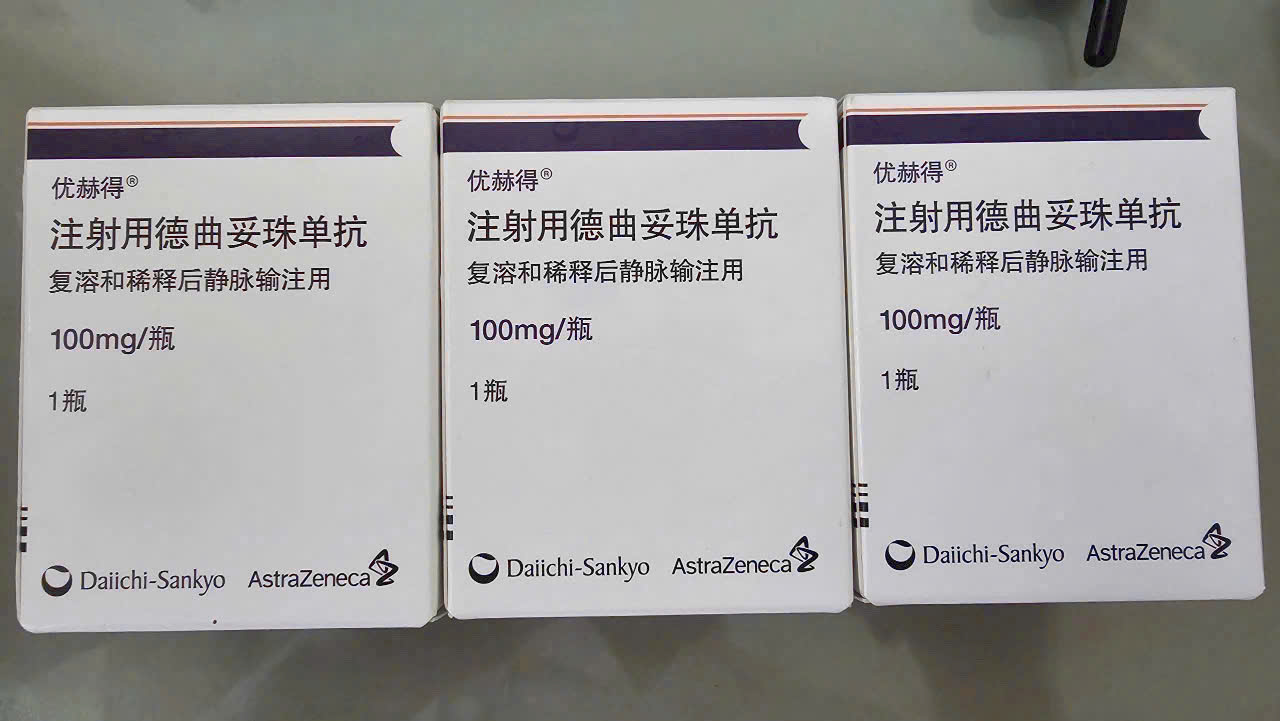 优赫得®
注射用德曲妥珠单抗
复溶和稀释后静脉输注用
100mg/瓶
1瓶
Daiichi-Sankyo AstraZeneca
优赫得®
注射用德曲妥珠单抗
复溶和稀释后静脉输注用
100mg/瓶
1瓶
Daiichi-Sankyo AstraZeneca
优赫得®
注射用德曲妥珠单抗
复溶和稀释后静脉输注用
100mg/瓶
1瓶
Daiichi-Sankyo AstraZeneca